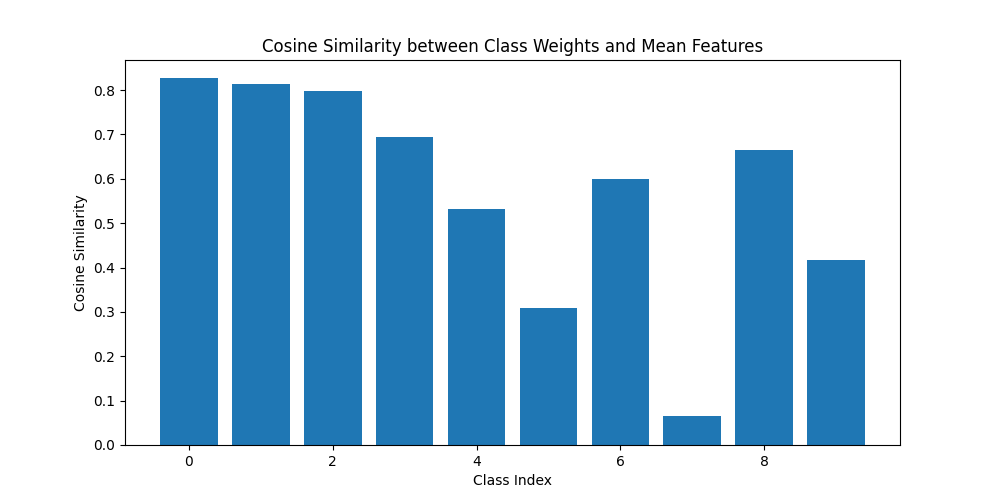 Cosine Similarity between Class Weights and Mean Features
Cosine Similarity
0.8
0.7
0.6
0.5
0.4
0.3
0.2
0.1
0.0
0 2 4 6 8
Class Index